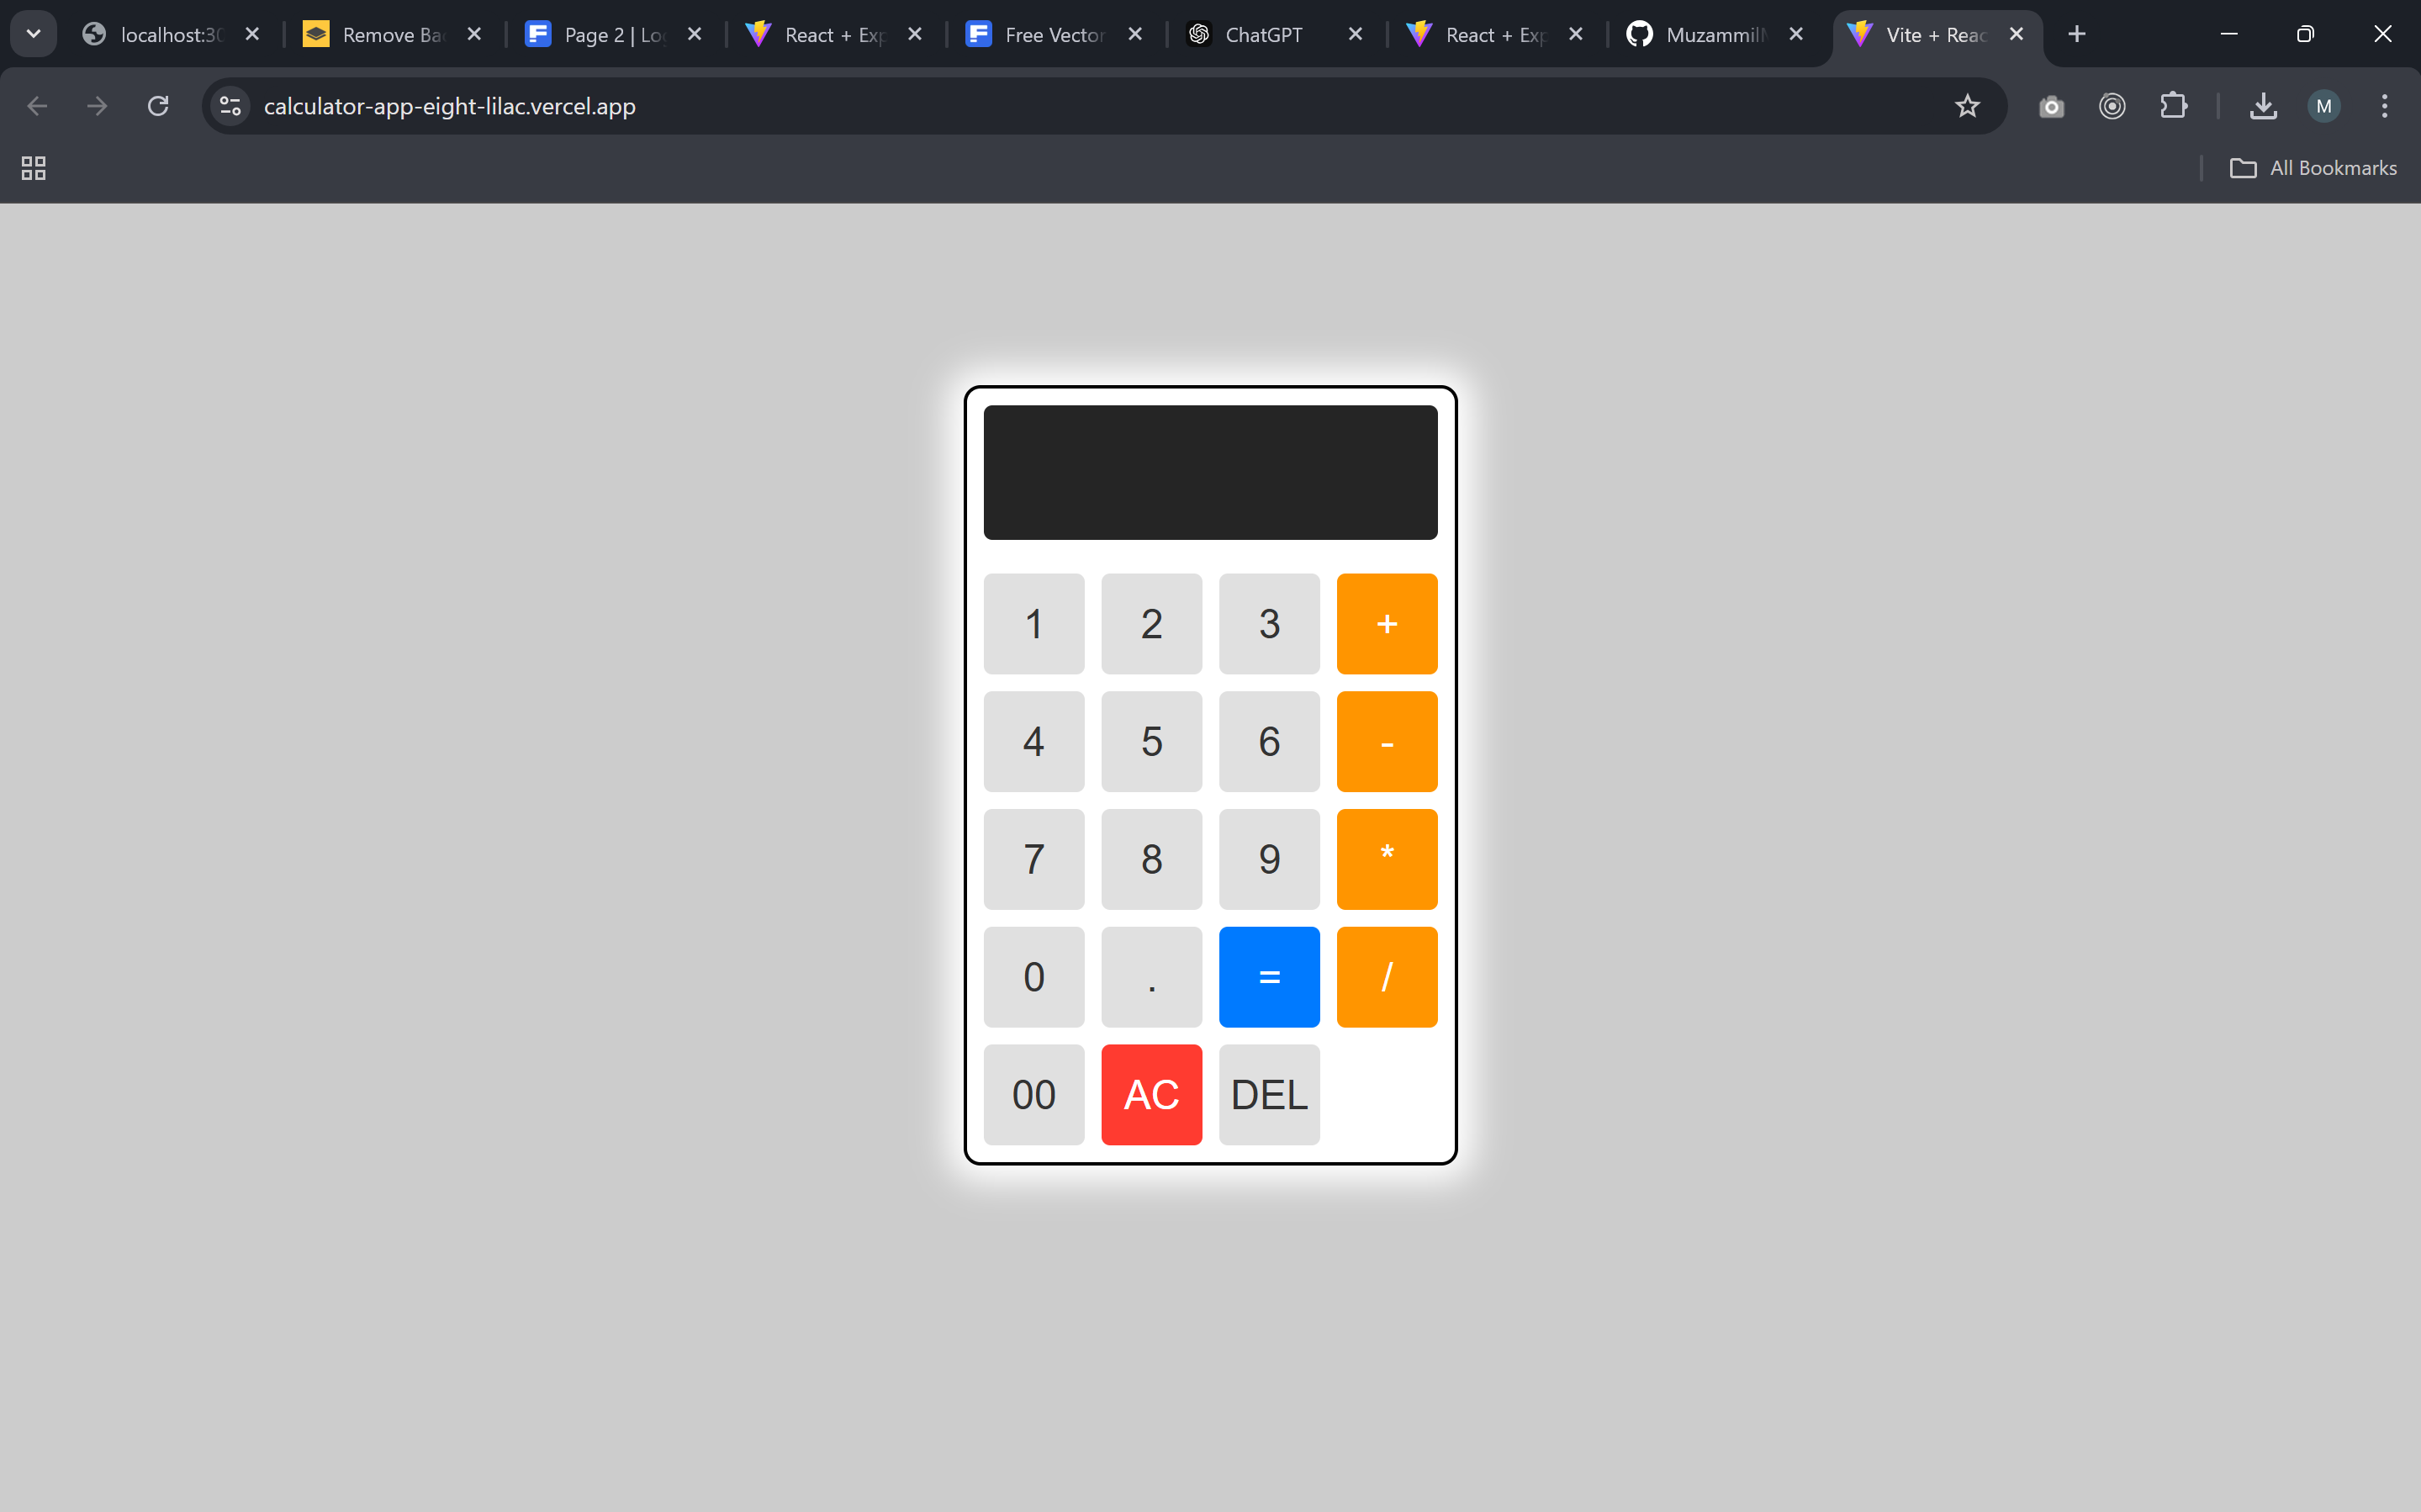 localhost:30 Remove Ba Page 2 | Lo React + Exp Free Vector ChatGPT React + Exp Muzammil Vite + Reac
calculator-app-eight-lilac.vercel.app M
All Bookmarks
1 2 3 +
4 5 6 -
7 8 9 *
0 . = /
00 AC DEL